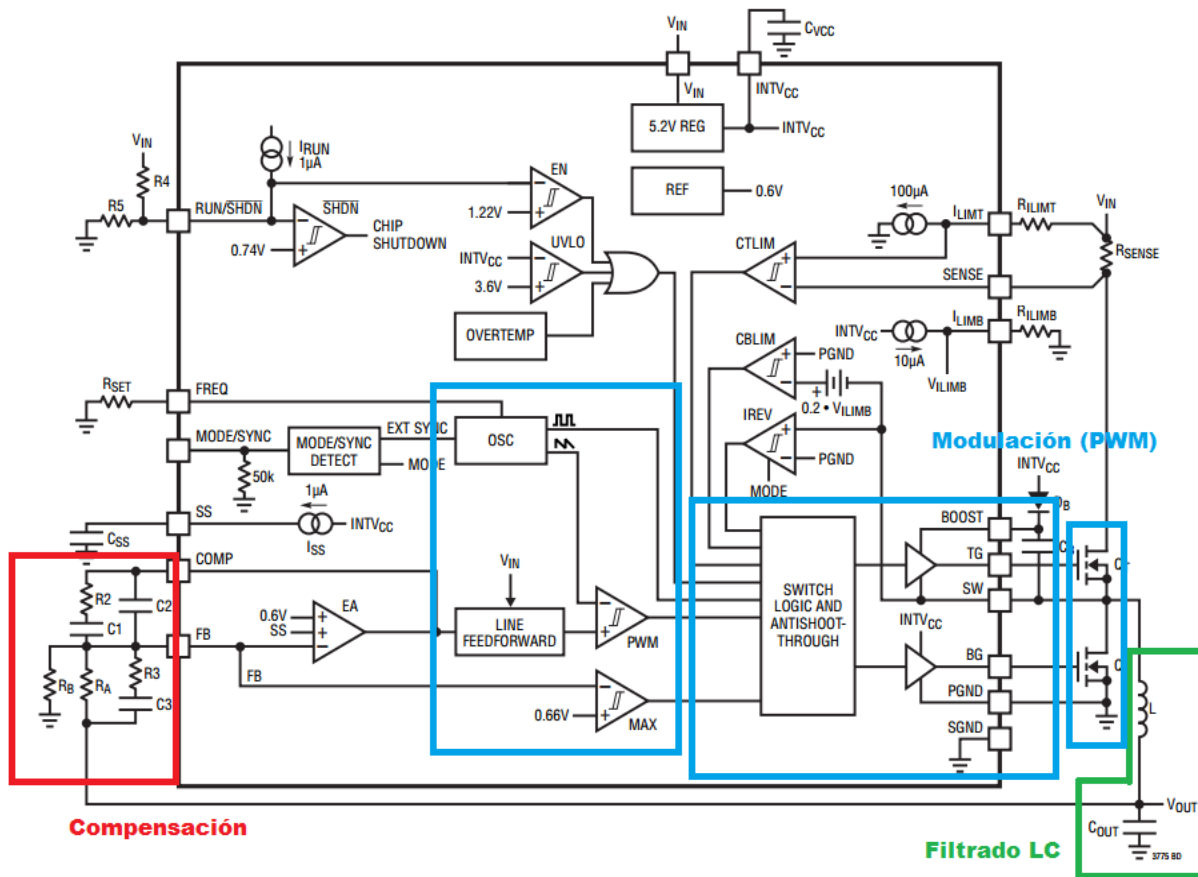 VIN
CVCC
VIN
INTVCC
5.2V REG
INTVCC
REF
0.6V
VIN
R4
R5
RUN/SHDN
IRUN
1µA
SHDN
0.74V
CHIP
SHUTDOWN
EN
1.22V
UVLO
INTVCC
3.6V
OVERTEMP
100µA
ILIMT
RILIMT
VIN
RSENSE
CTLIM
SENSE
INTVCC
ILIMB
RILIMB
10µA
VILIMB
CBLIM
PGND
0.2 • VILIMB
IREV
PGND
MODE
RSET
FREQ
MODE/SYNC
MODE/SYNC
DETECT
EXT SYNC
MODE
50k
OSC
SS
CSS
1µA
ISS
INTVCC
COMP
R2
C2
C1
FB
RB
RA
R3
C3
0.6V
SS
EA
FB
VIN
LINE
FEEDFORWARD
PWM
0.66V
MAX
SWITCH
LOGIC AND
ANTISHOOT-
THROUGH
Modulación (PWM)
INTVCC
BOOST
TG
SW
INTVCC
BG
PGND
SGND
L
VOUT
COUT
3775 BD
Compensación
Filtrado LC